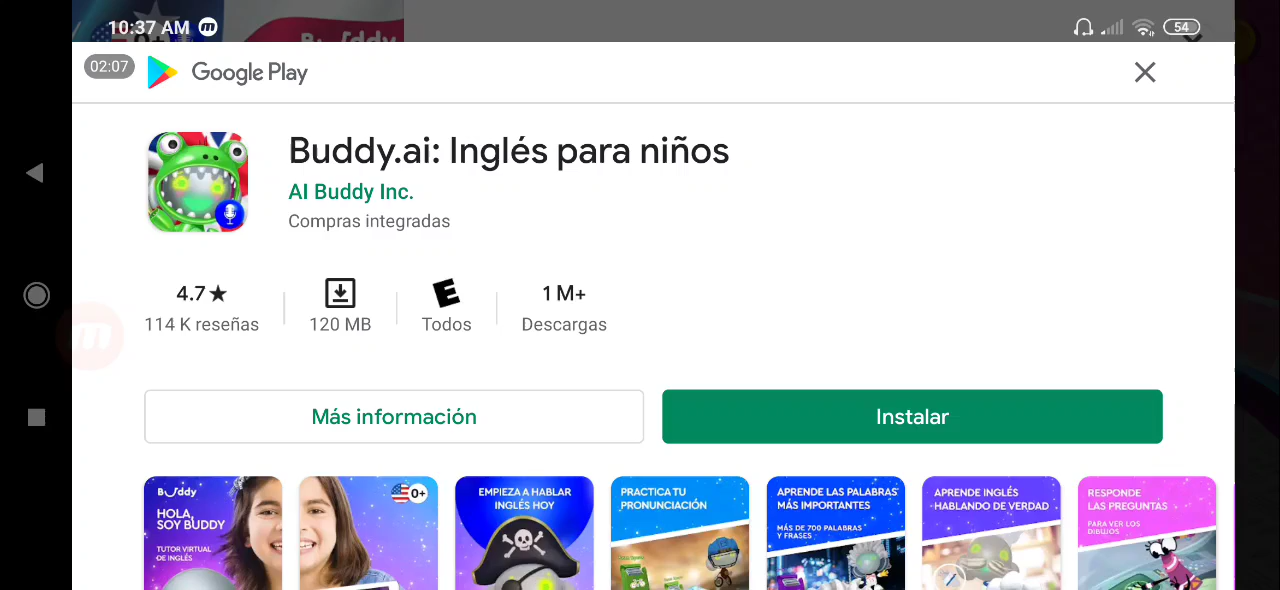 10:37 AM
54
02:07
Google Play
Buddy.ai: Inglés para niños
AI Buddy Inc.
Compras integradas
4.7★
114 K reseñas
120 MB
E
Todos
1 M+
Descargas
Más información
Instalar
Buddy
HOLA,
SOY BUDDY
TUTOR VIRTUAL
DE INGLÉS
0+
EMPIEZA A HABLAR
INGLÉS HOY
PRACTICA TU
PRONUNCIACIÓN
APRENDE LAS PALABRAS
MÁS IMPORTANTES
MÁS DE 700 PALABRAS
Y FRASES
APRENDE INGLÉS
HABLANDO DE VERDAD
RESPONDE
LAS PREGUNTAS
PARA VER LOS
DIBUJOS